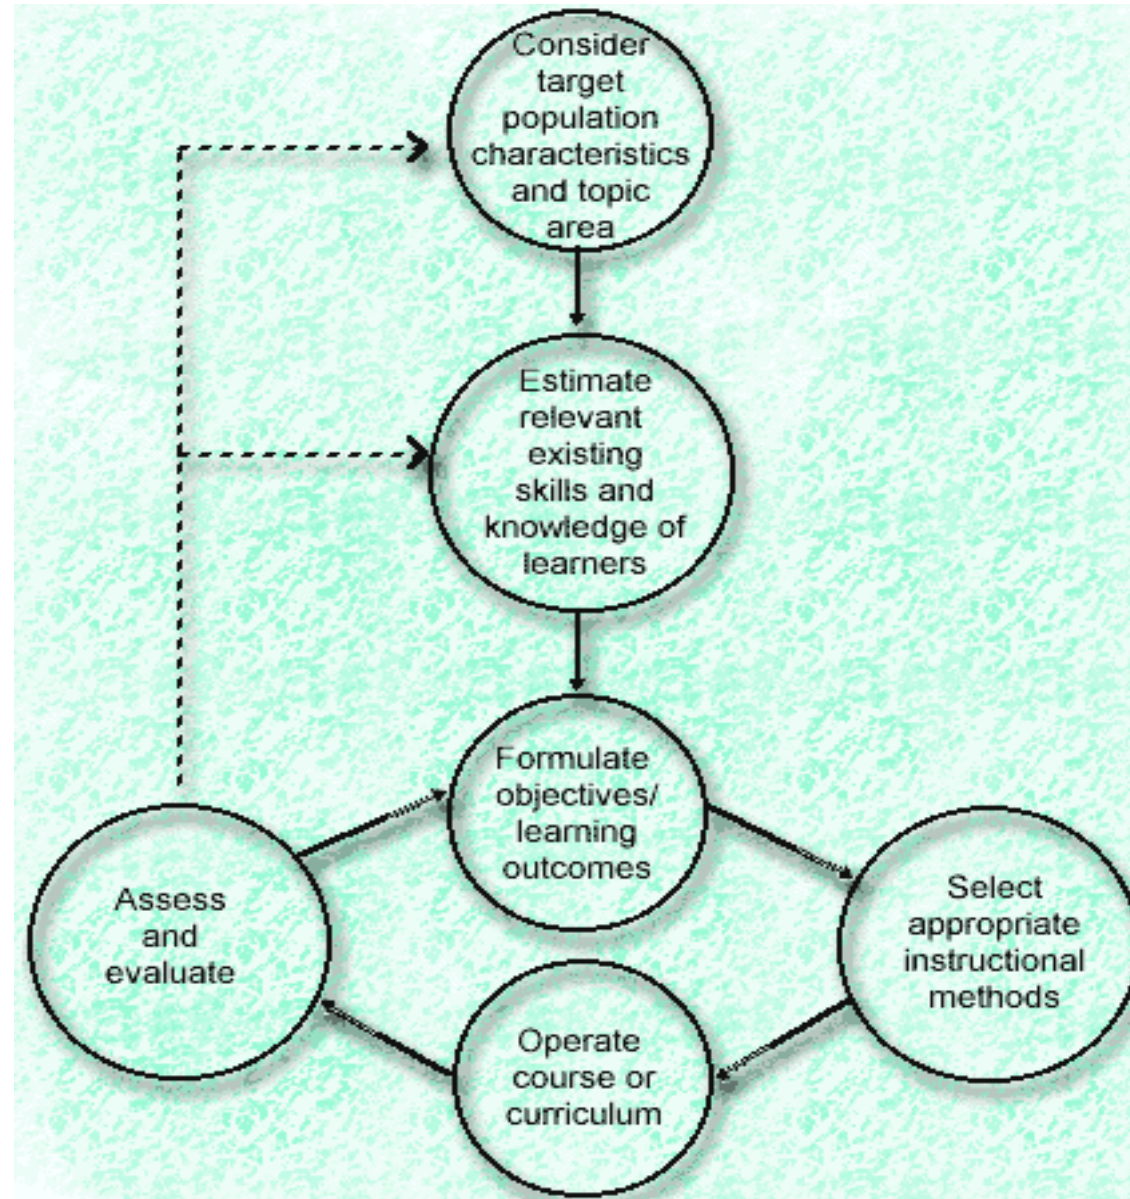 Consider
target
population
characteristics
and topic
area
Estimate
relevant
existing
skills and
knowledge of
learners
Formulate
objectives/
learning
outcomes
Assess
and
evaluate
Select
appropriate
instructional
methods
Operate
course or
curriculum